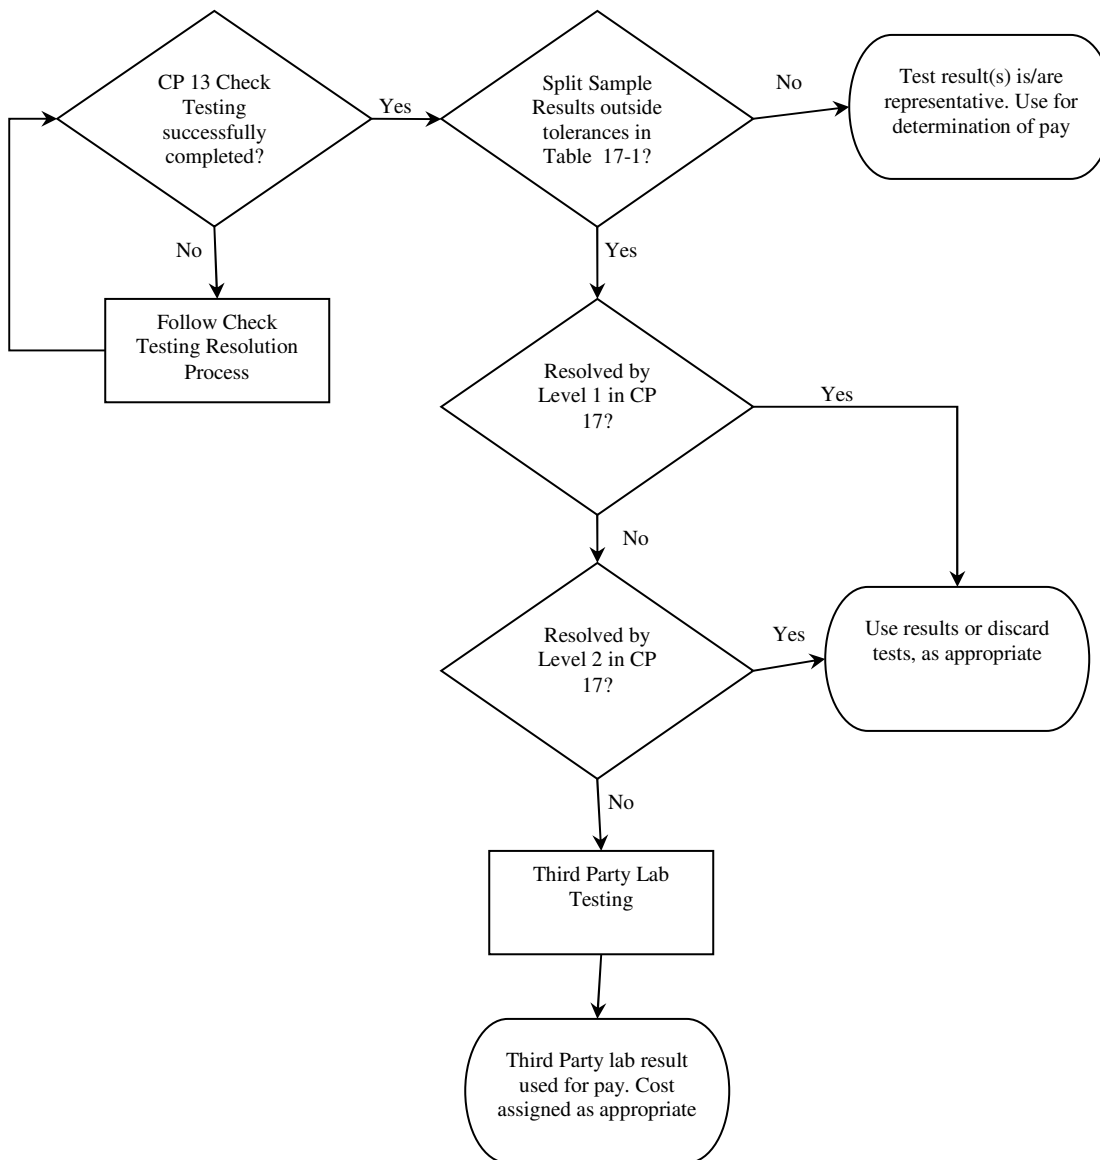 CP 13 Check
Testing
successfully
completed?
Yes
Split Sample
Results outside
tolerances in
Table 17-1?
No
Test result(s) is/are
representative. Use for
determination of pay
No
Yes
Follow Check
Testing Resolution
Process
Resolved by
Level 1 in CP
17?
Yes
No
Resolved by
Level 2 in CP
17?
Yes
Use results or discard
tests, as appropriate
No
Third Party Lab
Testing
Third Party lab result
used for pay. Cost
assigned as appropriate